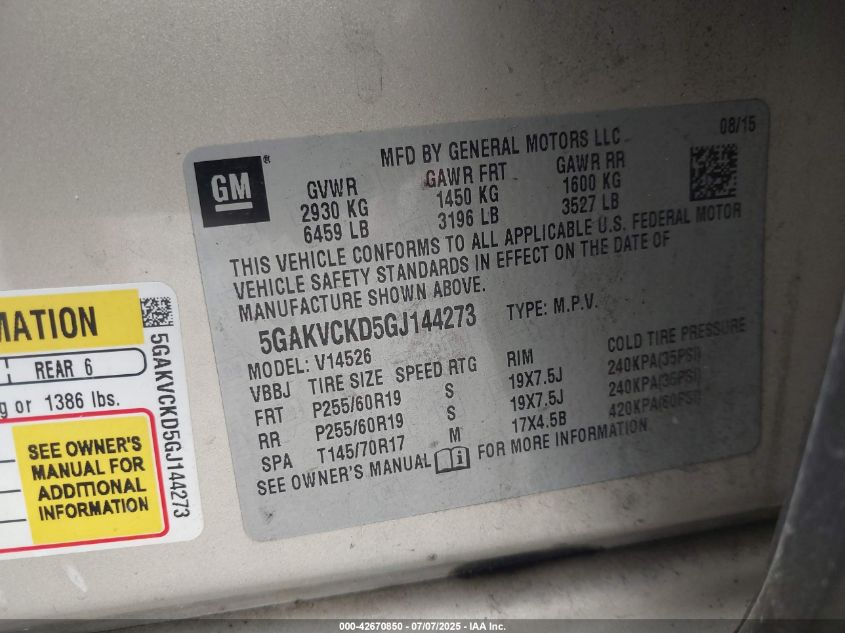 MATION
REAR 6
g or 1386 lbs.
SEE OWNER'S
MANUAL FOR
ADDITIONAL
INFORMATION
5GAKVCKD5GJ144273
GM®
MFD BY GENERAL MOTORS LLC
08/15
GVWR GAWR FRT GAWR RR
2930 KG 1450 KG 1600 KG
6459 LB 3196 LB 3527 LB
THIS VEHICLE CONFORMS TO ALL APPLICABLE U.S. FEDERAL MOTOR
VEHICLE SAFETY STANDARDS IN EFFECT ON THE DATE OF
MANUFACTURE SHOWN ABOVE.
5GAKVCKD5GJ144273 TYPE: M.P.V.
MODEL: V14526
VBBJ TIRE SIZE SPEED RTG RIM COLD TIRE PRESSURE
FRT P255/60R19 S 19X7.5J 240KPA(35PSI)
RR P255/60R19 S 19X7.5J 240KPA(35PSI)
SPA T145/70R17 M 17X4.5B 420KPA(60PSI)
SEE OWNER'S MANUAL i FOR MORE INFORMATION
000-42670850 - 07/07/2025 - IAA Inc.